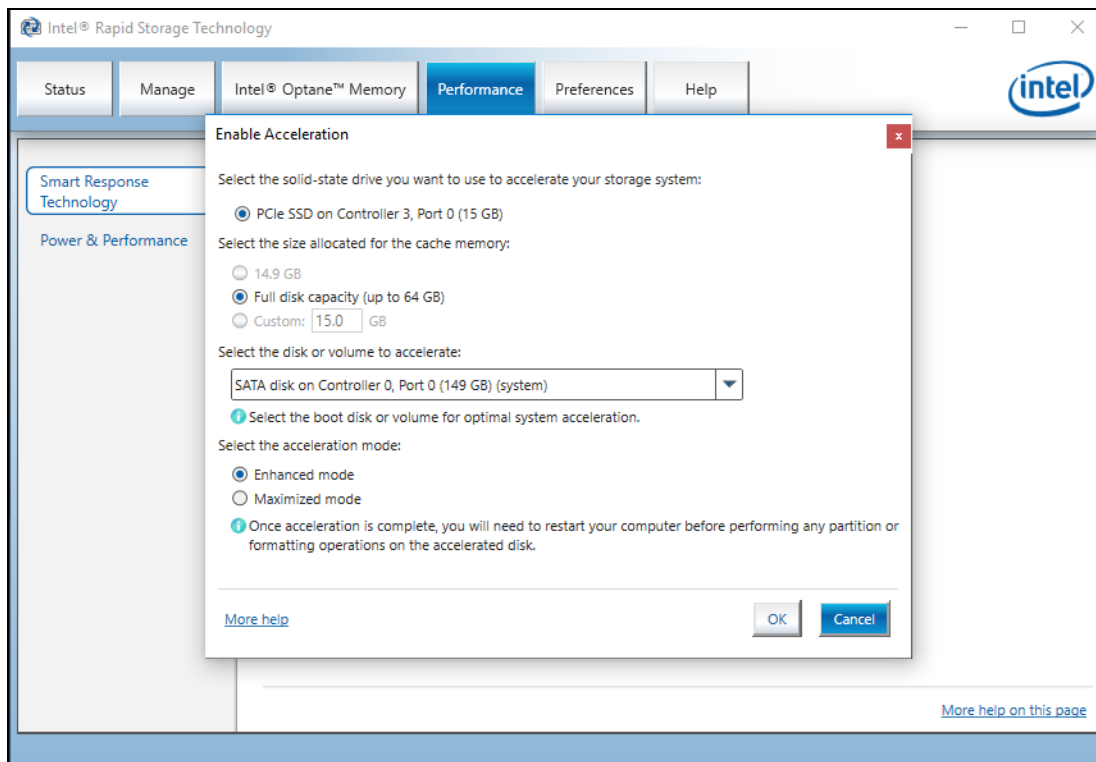 Intel® Rapid Storage Technology
Status
Manage
Intel® Optane™ Memory
Performance
Preferences
Help
intel
Enable Acceleration
x
Smart Response
Technology
Power & Performance
Select the solid-state drive you want to use to accelerate your storage system:
PCIe SSD on Controller 3, Port 0 (15 GB)
Select the size allocated for the cache memory:
14.9 GB
Full disk capacity (up to 64 GB)
Custom: 15.0 GB
Select the disk or volume to accelerate:
SATA disk on Controller 0, Port 0 (149 GB) (system)
Select the boot disk or volume for optimal system acceleration.
Select the acceleration mode:
Enhanced mode
Maximized mode
Once acceleration is complete, you will need to restart your computer before performing any partition or
formatting operations on the accelerated disk.
More help
OK
Cancel
More help on this page